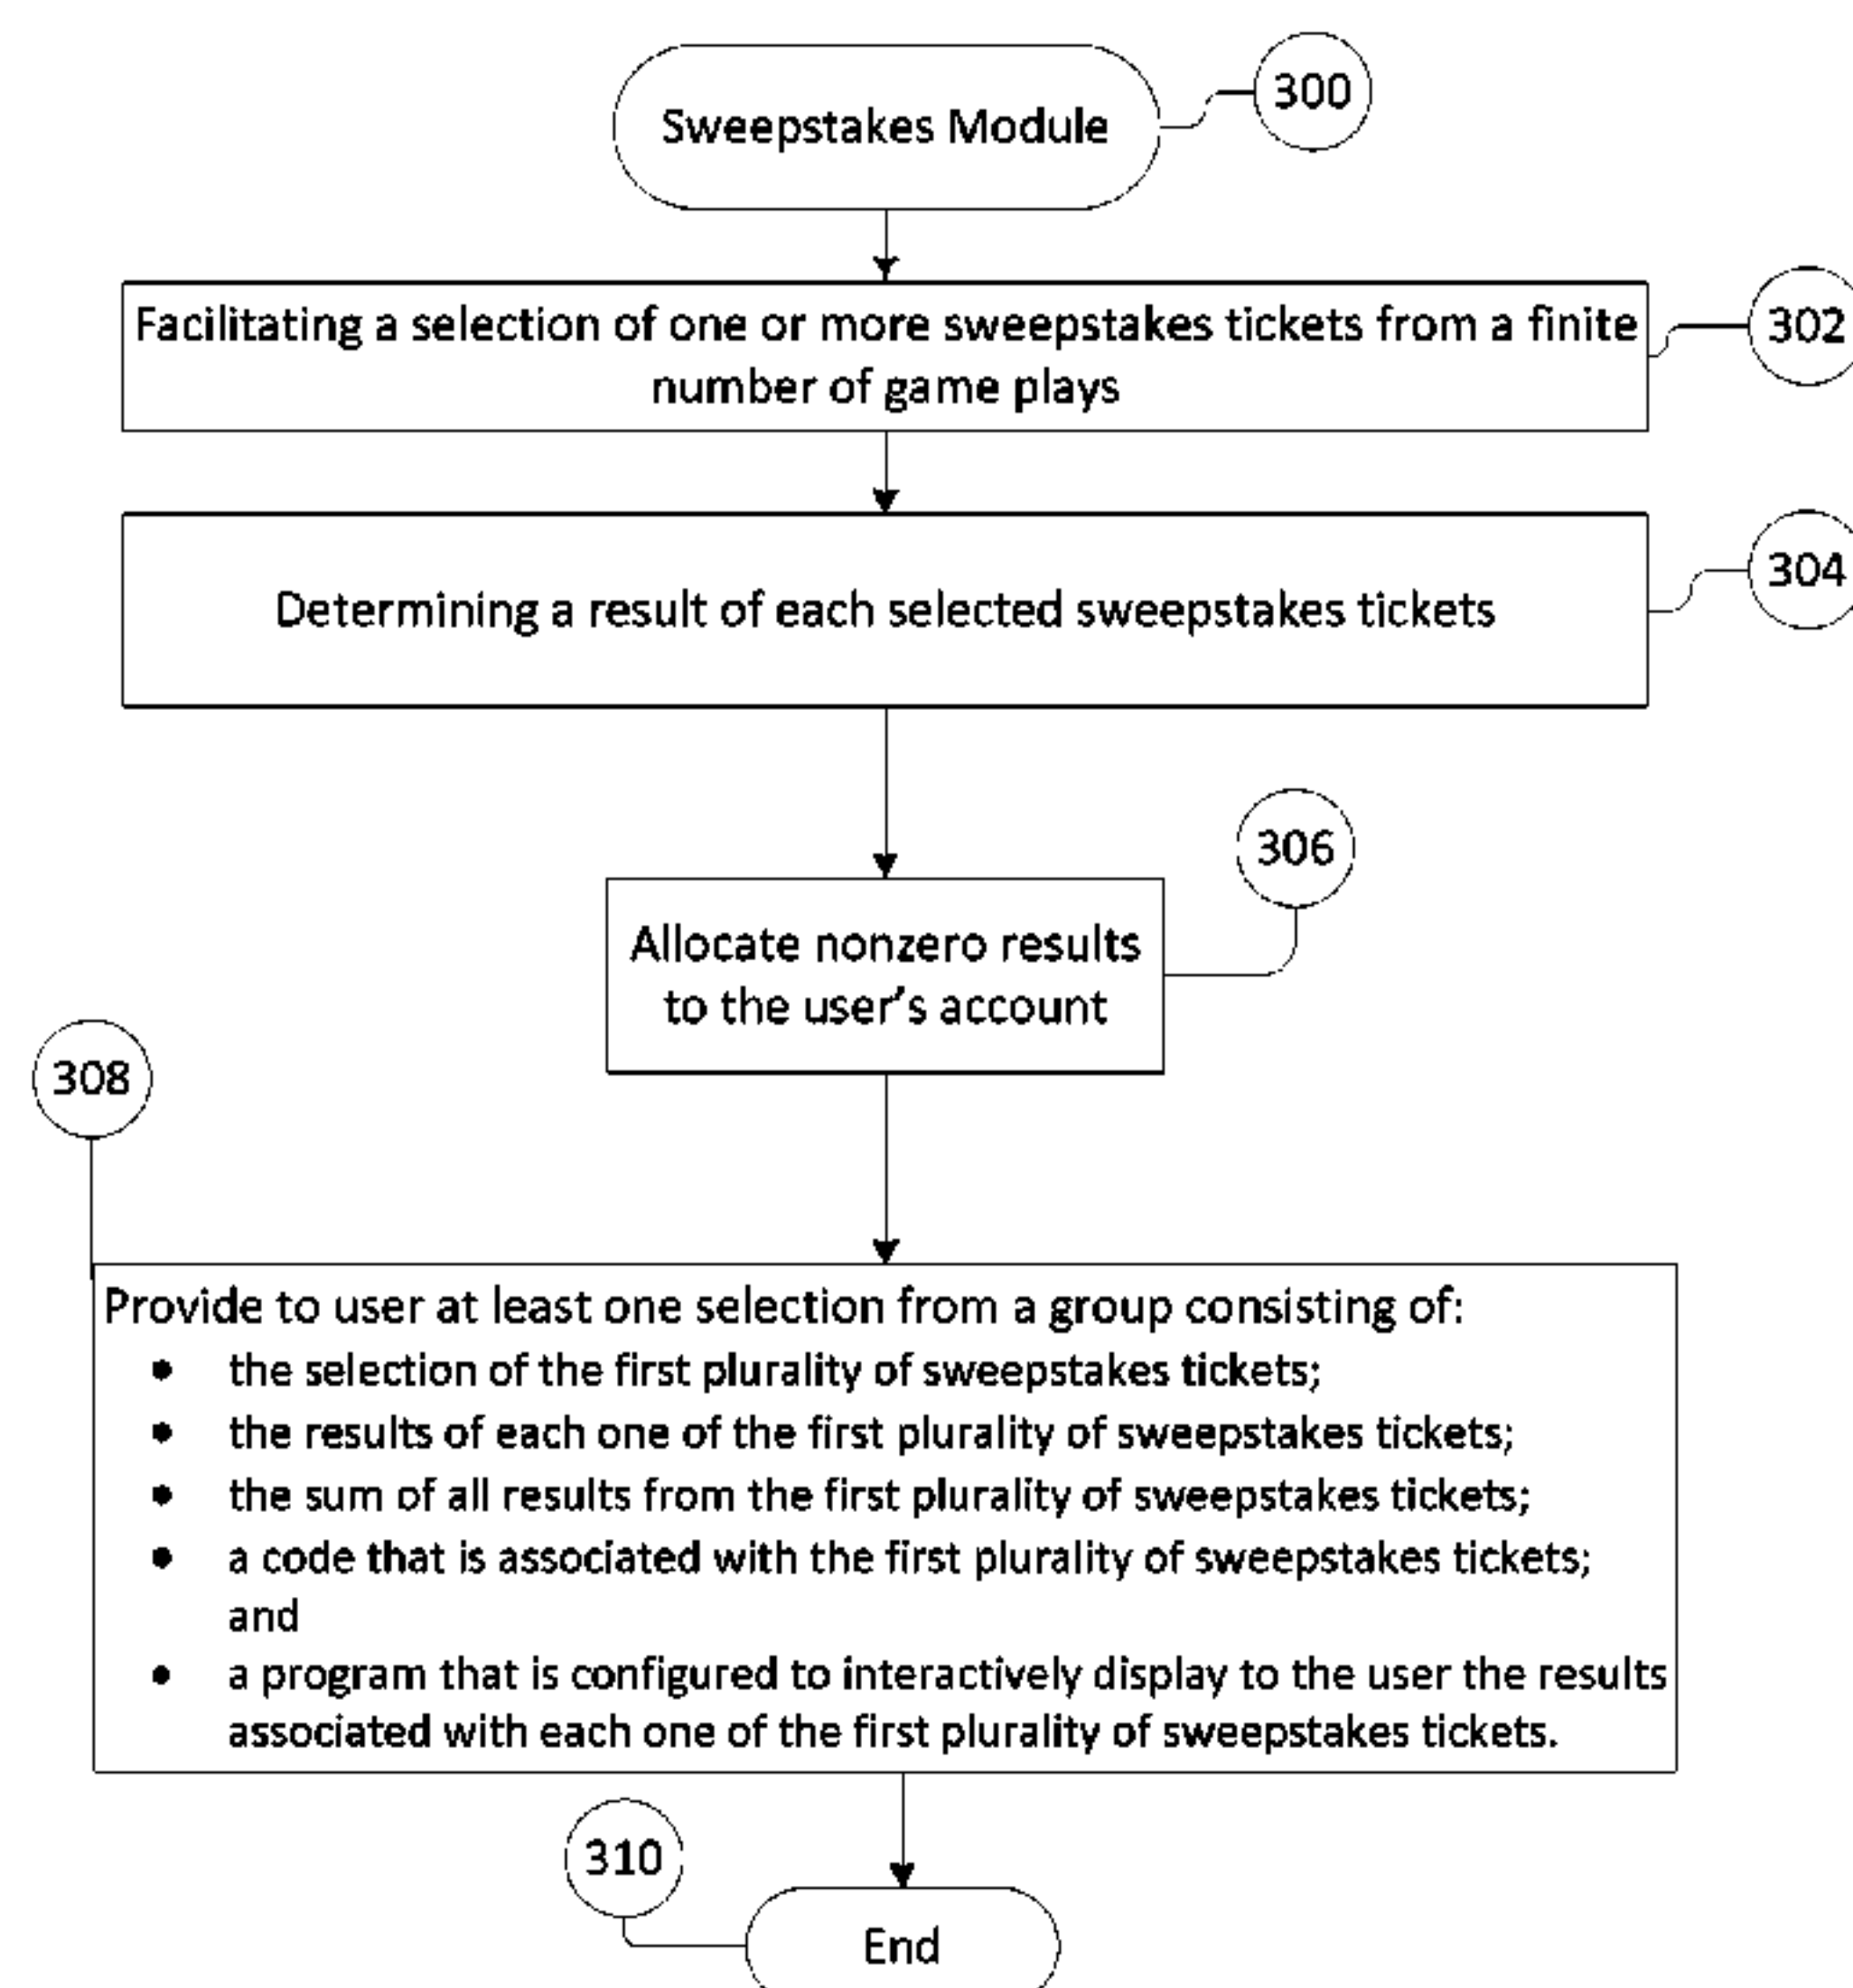 Sweepstakes Module
300
Facilitating a selection of one or more sweepstakes tickets from a finite
number of game plays
302
Determining a result of each selected sweepstakes tickets
304
306
Allocate nonzero results
to the user's account
308
Provide to user at least one selection from a group consisting of:
• the selection of the first plurality of sweepstakes tickets;
• the results of each one of the first plurality of sweepstakes tickets;
• the sum of all results from the first plurality of sweepstakes tickets;
• a code that is associated with the first plurality of sweepstakes tickets;
and
• a program that is configured to interactively display to the user the results
associated with each one of the first plurality of sweepstakes tickets.
310
End